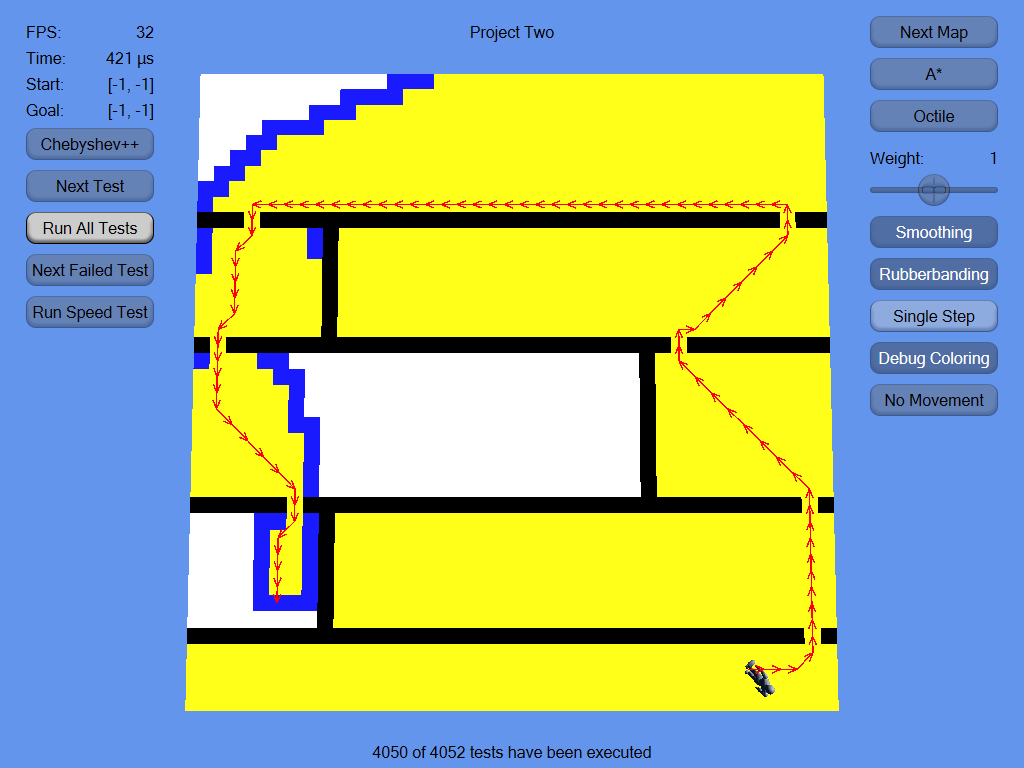 FPS: 32
Time: 421 µs
Start: [-1, -1]
Goal: [-1, -1]
Chebyshev++
Next Test
Run All Tests
Next Failed Test
Run Speed Test
Project Two
Next Map
A*
Octile
Weight: 1
Smoothing
Rubberbanding
Single Step
Debug Coloring
No Movement
4050 of 4052 tests have been executed